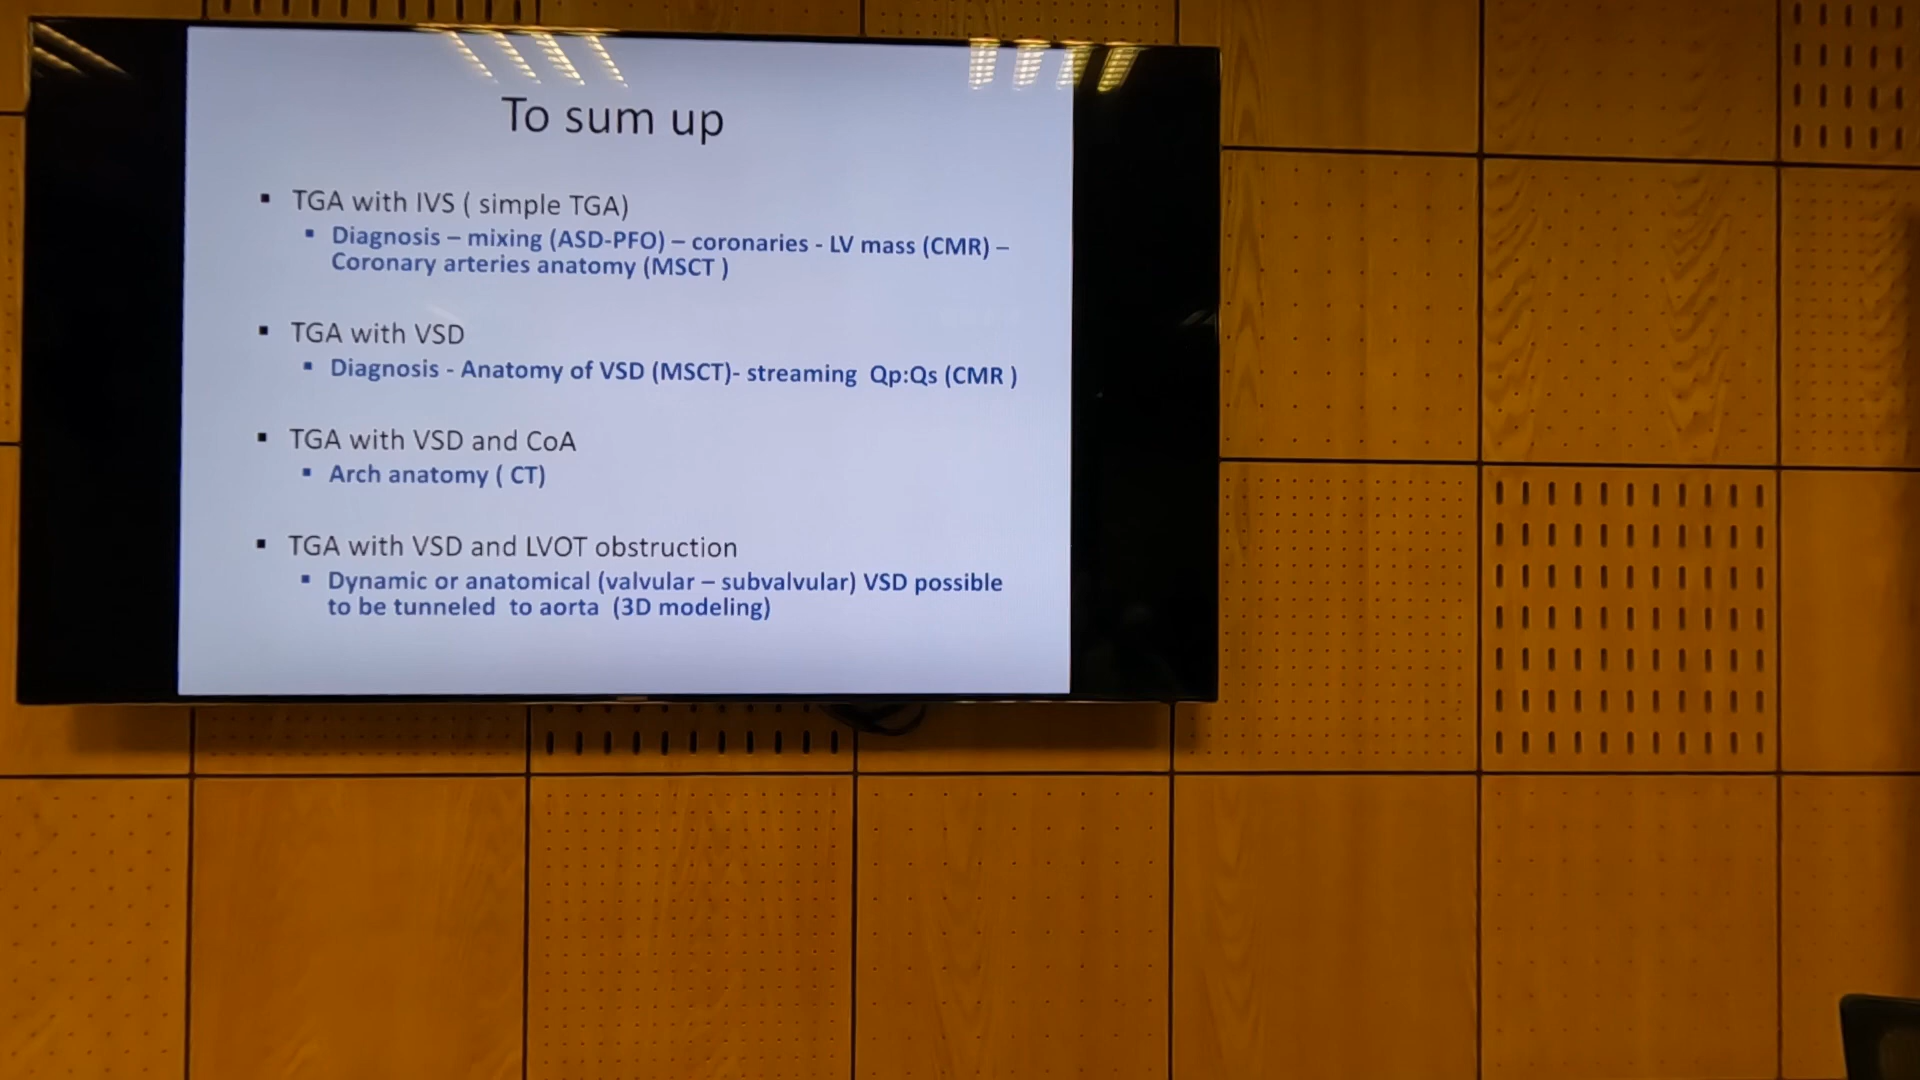 To sum up
▪ TGA with IVS ( simple TGA)
▪ Diagnosis – mixing (ASD-PFO) – coronaries - LV mass (CMR) –
Coronary arteries anatomy (MSCT )
▪ TGA with VSD
▪ Diagnosis - Anatomy of VSD (MSCT)- streaming Qp:Qs (CMR )
▪ TGA with VSD and CoA
▪ Arch anatomy ( CT)
▪ TGA with VSD and LVOT obstruction
▪ Dynamic or anatomical (valvular – subvalvular) VSD possible
to be tunneled to aorta (3D modeling)